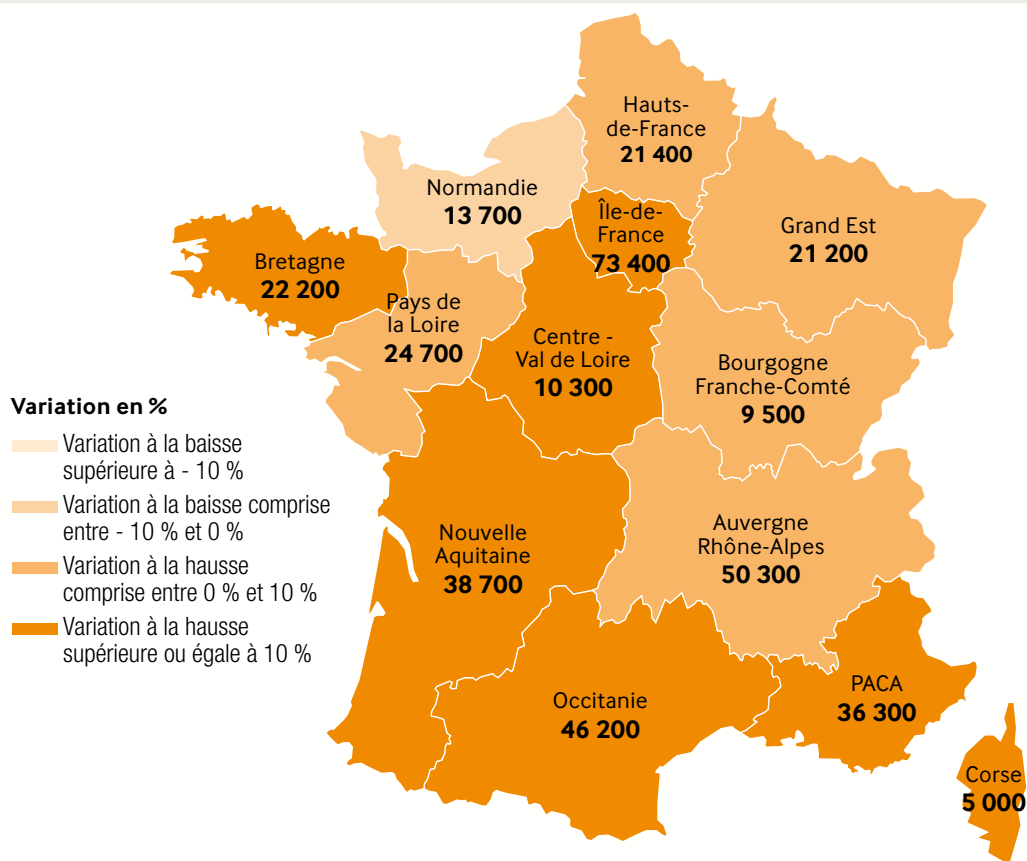 Hauts-
de-France
21 400
Normandie
13 700
Île-de-
France
73 400
Grand Est
21 200
Bretagne
22 200
Pays de
la Loire
24 700
Centre -
Val de Loire
10 300
Bourgogne
Franche-Comté
9 500
Variation en %
Variation à la baisse
supérieure à - 10 %
Variation à la baisse comprise
entre - 10 % et 0 %
Variation à la hausse
comprise entre 0 % et 10 %
Variation à la hausse
supérieure ou égale à 10 %
Nouvelle
Aquitaine
38 700
Auvergne
Rhône-Alpes
50 300
Occitanie
46 200
PACA
36 300
Corse
5 000